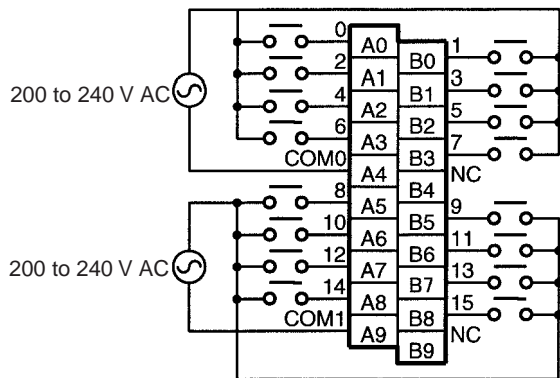 0 A0
B0 1
2 A1
B1 3
200 to 240 V AC
4 A2
B2 5
6 A3
B3 7
COM0 A4
B4 NC
8 A5
B5 9
10 A6
B6 11
200 to 240 V AC
12 A7
B7 13
14 A8
B8 15
COM1 A9
B9 NC